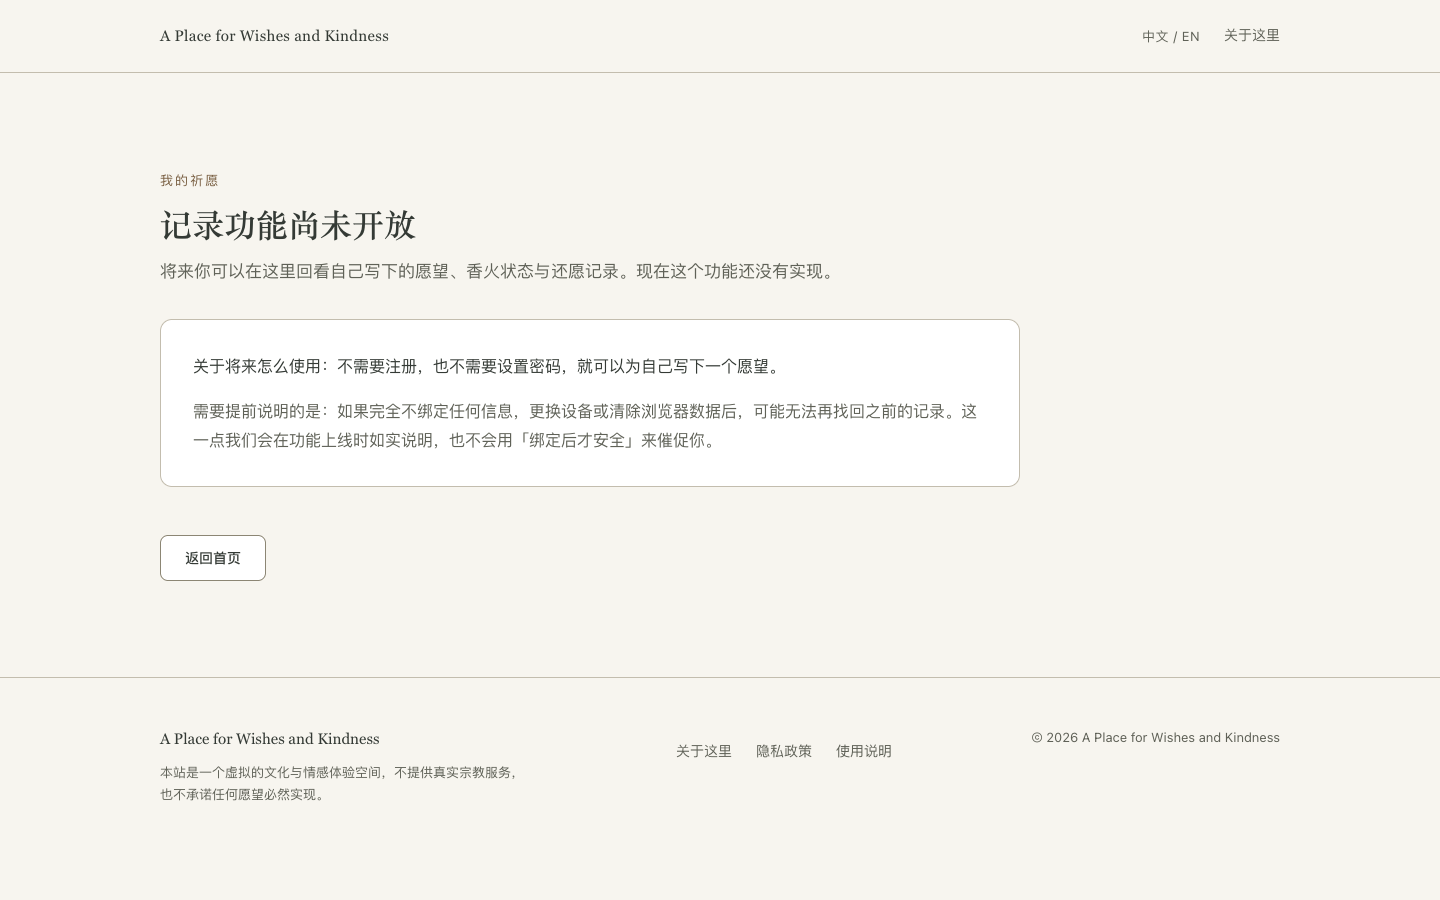 A Place for Wishes and Kindness
中文 / EN
关于这里
我的祈愿
记录功能尚未开放
将来你可以在这里回看自己写下的愿望、香火状态与还愿记录。现在这个功能还没有实现。
关于将来怎么使用：不需要注册，也不需要设置密码，就可以为自己写下一个愿望。
需要提前说明的是：如果完全不绑定任何信息，更换设备或清除浏览器数据后，可能无法再找回之前的记录。这
一点我们会在功能上线时如实说明，也不会用「绑定后才安全」来催促你。
返回首页
A Place for Wishes and Kindness
本站是一个虚拟的文化与情感体验空间，不提供真实宗教服务，
也不承诺任何愿望必然实现。
关于这里
隐私政策
使用说明
© 2026 A Place for Wishes and Kindness